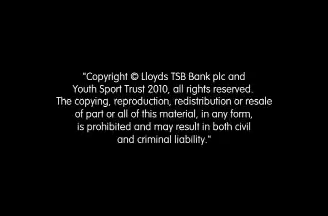 "Copyright © Lloyds TSB Bank plc and
Youth Sport Trust 2010, all rights reserved.
The copying, reproduction, redistribution or resale
of part or all of this material, in any form,
is prohibited and may result in both civil
and criminal liability."